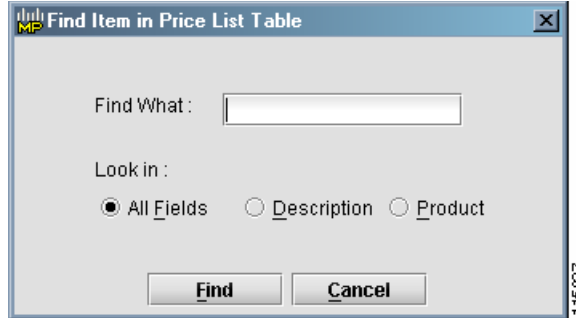 MP Find Item in Price List Table
Find What :
Look in :
All Fields Description Product
Find Cancel